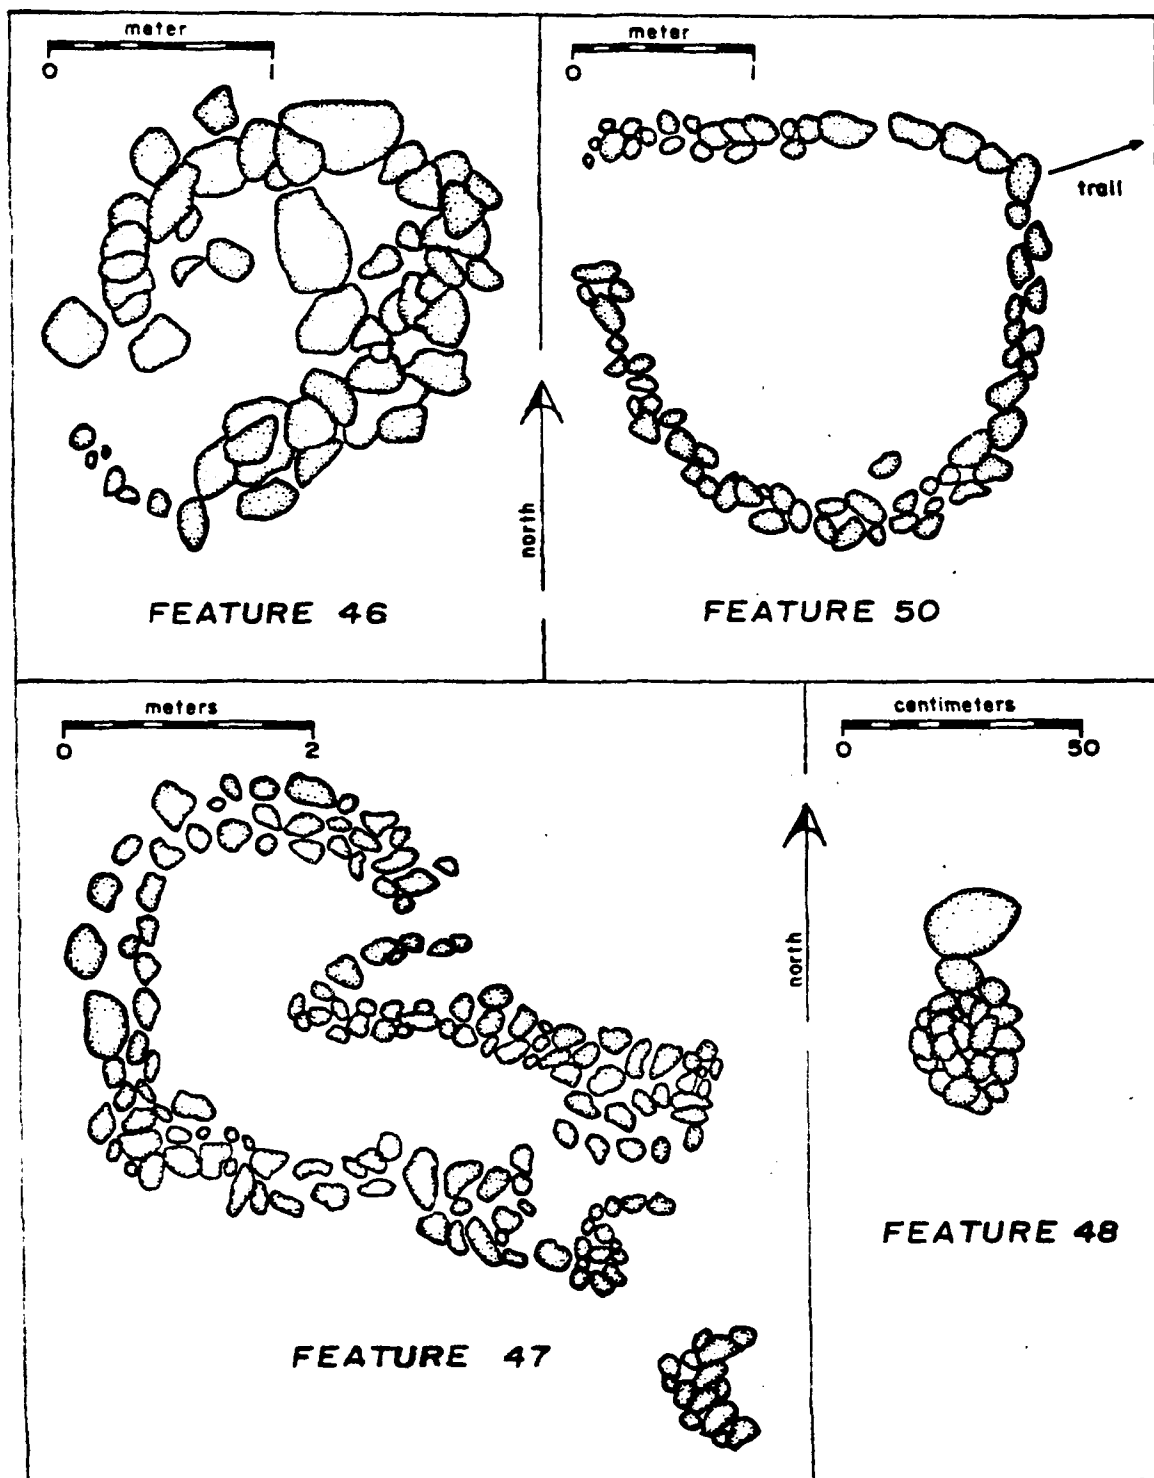 meter
0 1
FEATURE 46
meter
0 1
trail
north
FEATURE 50
meters
0 2
FEATURE 47
north
centimeters
0 50
FEATURE 48